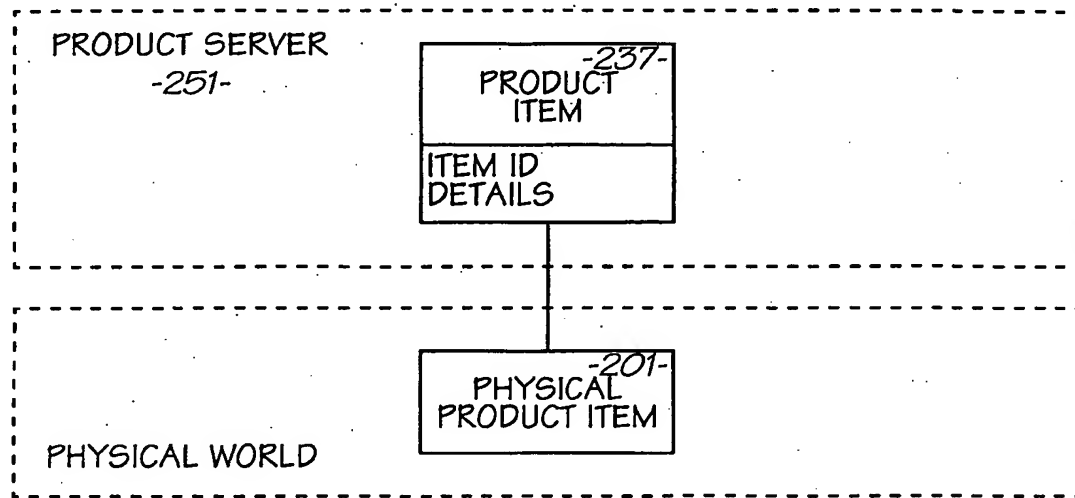 PRODUCT SERVER
-251-
-237-
PRODUCT
ITEM
ITEM ID
DETAILS
-201-
PHYSICAL
PRODUCT ITEM
PHYSICAL WORLD